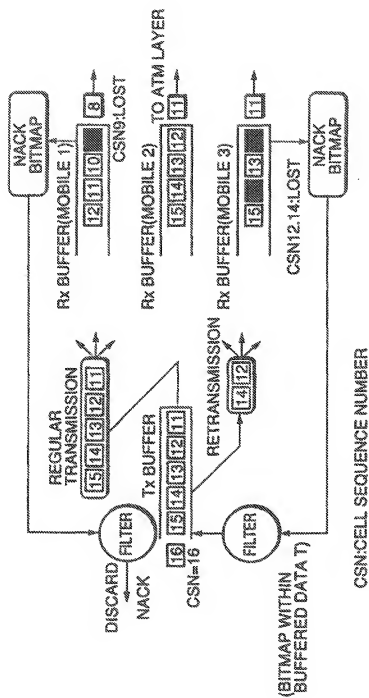 NACK
BITMAP
Rx BUFFER(MOBILE 1)
12 11 10
8
CSN9:LOST
REGULAR
TRANSMISSION
15 14 13 12 11
Rx BUFFER(MOBILE 2)
TO ATM LAYER
15 14 13 12
11
DISCARD
NACK
FILTER
Tx BUFFER
16
15 14 13 12 11
CSN=16
RETRANSMISSION
14 12
Rx BUFFER(MOBILE 3)
15 13
11
CSN12.14:LOST
FILTER
(BITMAP WITHIN
BUFFERED DATA T)
NACK
BITMAP
CSN:CELL SEQUENCE NUMBER